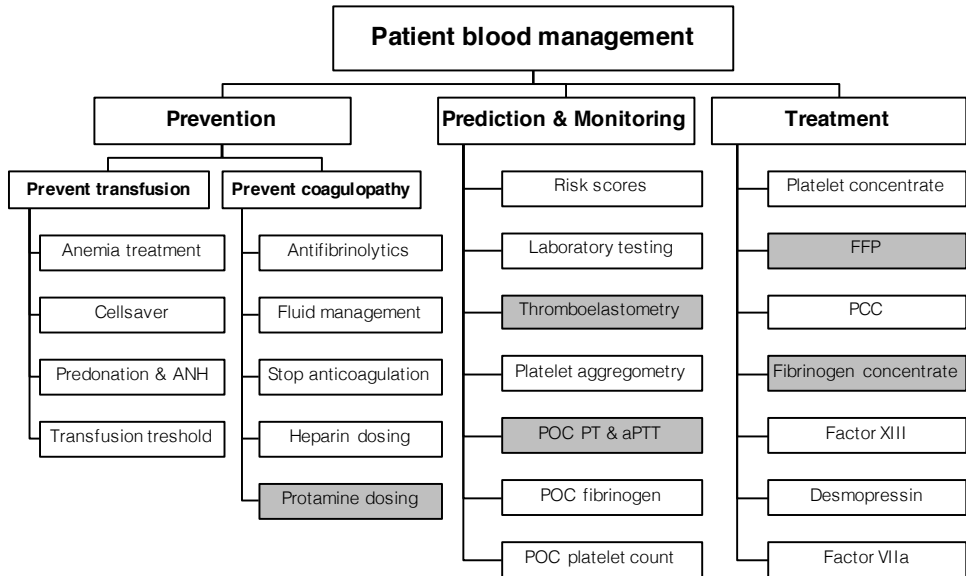 Patient blood management
Prevention
Prediction & Monitoring
Treatment
Prevent transfusion
Prevent coagulopathy
Anemia treatment
Cellsaver
Predonation & ANH
Transfusion treshold
Antifibrinolytics
Fluid management
Stop anticoagulation
Heparin dosing
Protamine dosing
Risk scores
Laboratory testing
Thromboelastometry
Platelet aggregometry
POC PT & aPTT
POC fibrinogen
POC platelet count
Platelet concentrate
FFP
PCC
Fibrinogen concentrate
Factor XIII
Desmopressin
Factor VIIa